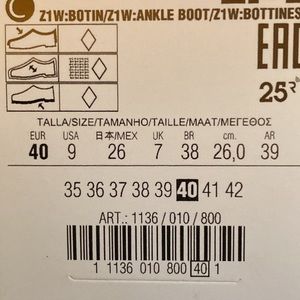 Z1W:BOTIN/Z1W:ANKLE BOOT/Z1W:BOTTINES
EAC
TALLA/SIZE/TAMANHO/TAILLE/MAAT/ΜΕΓΕΘΟΣ
EUR USA 日本/MEX UK BR cm. AR
40 9 26 7 38 26,0 39
35 36 37 38 39 40 41 42
ART.: 1136 / 010 / 800
1 1136 010 800 40 1